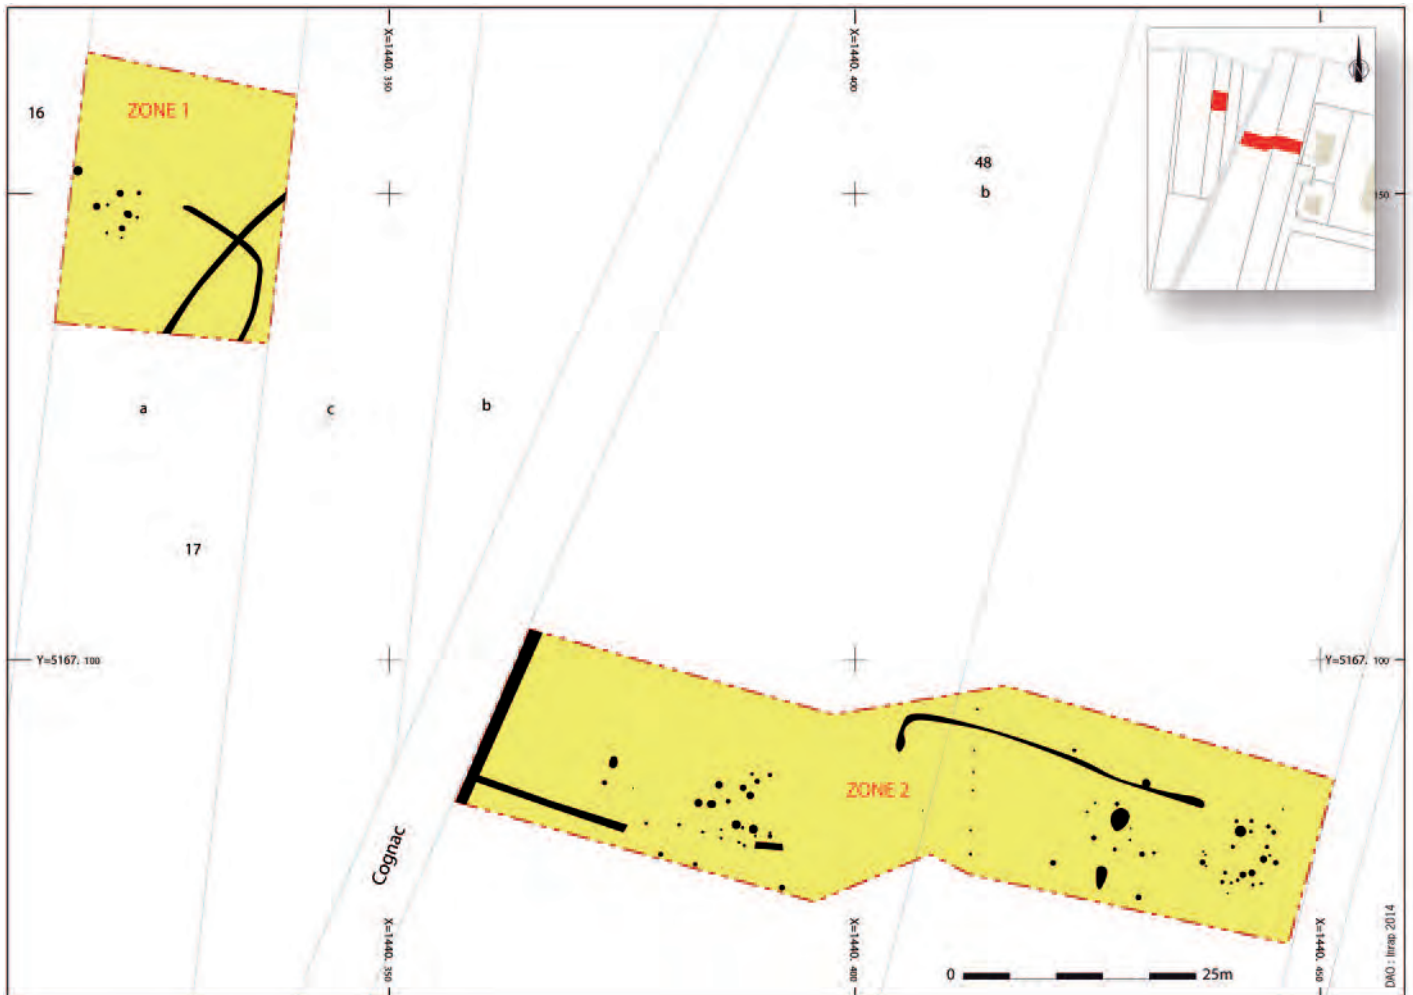 X=1440. 350
X=1440. 400
16
ZONE 1
48
b
50
a
c
b
17
Y=5167. 100
Y=5167. 100
ZONE 2
Cognac
X=1440. 350
X=1440. 400
X=1440. 450
0
25m
DAO : Inrap 2014